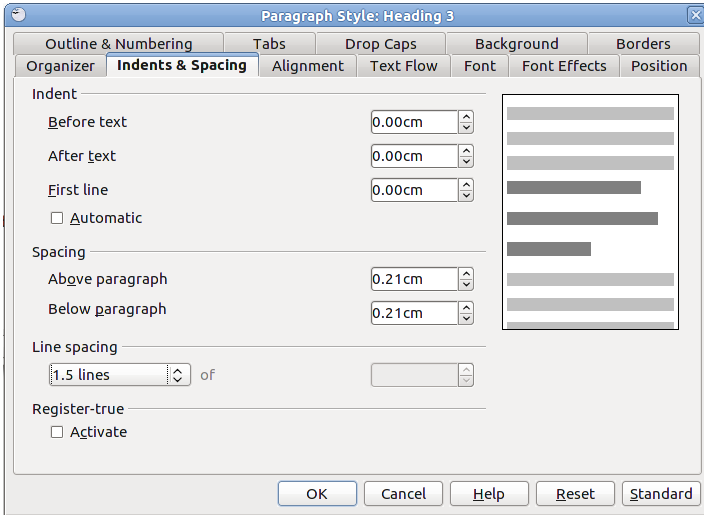 Paragraph Style: Heading 3
Outline & Numbering Tabs Drop Caps Background Borders
Organizer Indents & Spacing Alignment Text Flow Font Font Effects Position
Indent
Before text 0.00cm
After text 0.00cm
First line 0.00cm
Automatic
Spacing
Above paragraph 0.21cm
Below paragraph 0.21cm
Line spacing
1.5 lines of
Register-true
Activate
OK Cancel Help Reset Standard